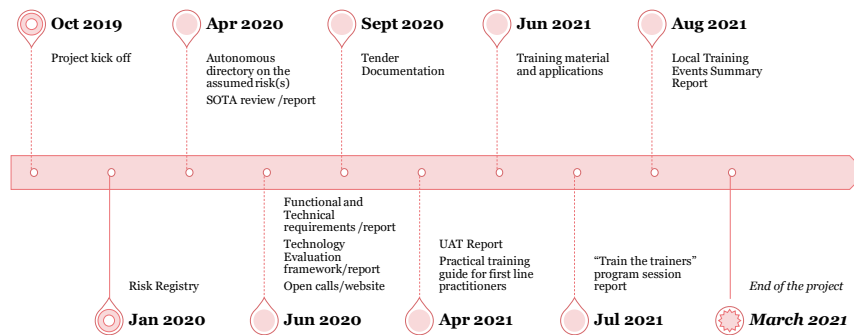 Oct 2019
Project kick off
Apr 2020
Autonomous
directory on the
assumed risk(s)
SOTA review /report
Sept 2020
Tender
Documentation
Jun 2021
Training material
and applications
Aug 2021
Local Training
Events Summary
Report
Risk Registry
Jan 2020
Functional and
Technical
requirements /report
Technology
Evaluation
framework/report
Open calls/website
Jun 2020
UAT Report
Practical training
guide for first line
practitioners
Apr 2021
“Train the trainers”
program session
report
Jul 2021
End of the project
March 2021